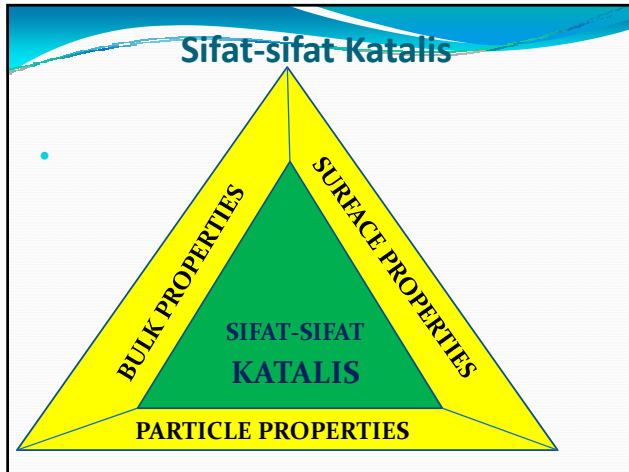 Sifat-sifat Katalis
BULK PROPERTIES
SURFACE PROPERTIES
SIFAT-SIFAT
KATALIS
PARTICLE PROPERTIES